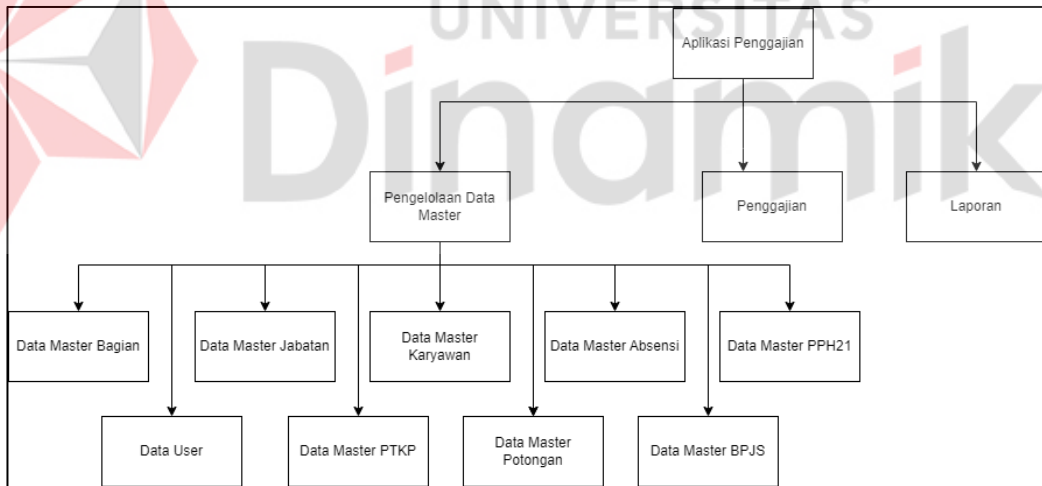 UNIVERSITAS
Dinamik
Aplikasi Penggajian
Pengelolaan Data
Master
Penggajian
Laporan
Data Master Bagian
Data Master Jabatan
Data Master
Karyawan
Data Master Absensi
Data Master PPH21
Data User
Data Master PTKP
Data Master
Potongan
Data Master BPJS